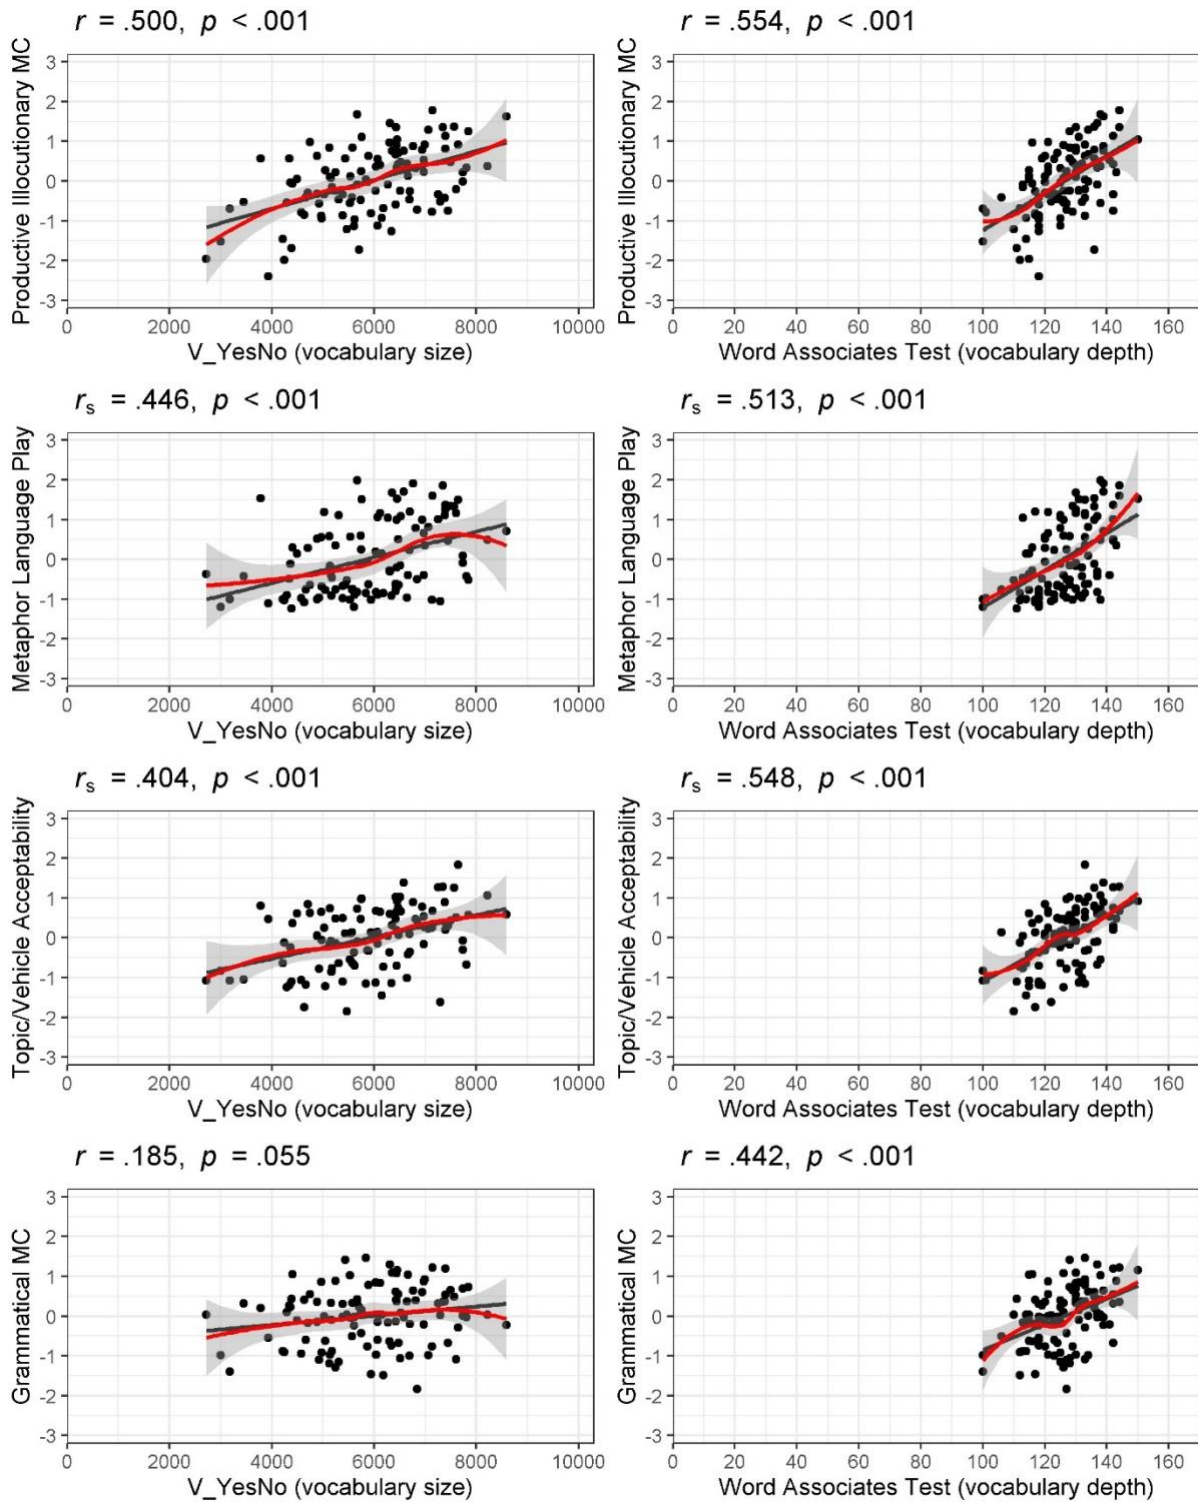 r = .500, p < .001
r = .554, p < .001
Productive Illocutionary MC
3
2
1
0
-1
-2
-3
0 2000 4000 6000 8000 10000
V_YesNo (vocabulary size)
Productive Illocutionary MC
3
2
1
0
-1
-2
-3
0 20 40 60 80 100 120 140 160
Word Associates Test (vocabulary depth)
rs = .446, p < .001
rs = .513, p < .001
Metaphor Language Play
3
2
1
0
-1
-2
-3
0 2000 4000 6000 8000 10000
V_YesNo (vocabulary size)
Metaphor Language Play
3
2
1
0
-1
-2
-3
0 20 40 60 80 100 120 140 160
Word Associates Test (vocabulary depth)
rs = .404, p < .001
rs = .548, p < .001
Topic/Vehicle Acceptability
3
2
1
0
-1
-2
-3
0 2000 4000 6000 8000 10000
V_YesNo (vocabulary size)
Topic/Vehicle Acceptability
3
2
1
0
-1
-2
-3
0 20 40 60 80 100 120 140 160
Word Associates Test (vocabulary depth)
r = .185, p = .055
r = .442, p < .001
Grammatical MC
3
2
1
0
-1
-2
-3
0 2000 4000 6000 8000 10000
V_YesNo (vocabulary size)
Grammatical MC
3
2
1
0
-1
-2
-3
0 20 40 60 80 100 120 140 160
Word Associates Test (vocabulary depth)